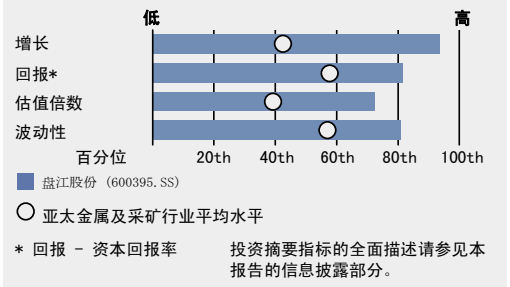 低 高
增长
回报*
估值倍数
波动性
百分位 20th 40th 60th 80th 100th
盘江股份 (600395.SS)
亚太金属及采矿行业平均水平
* 回报 - 资本回报率 投资摘要指标的全面描述请参见本
报告的信息披露部分。